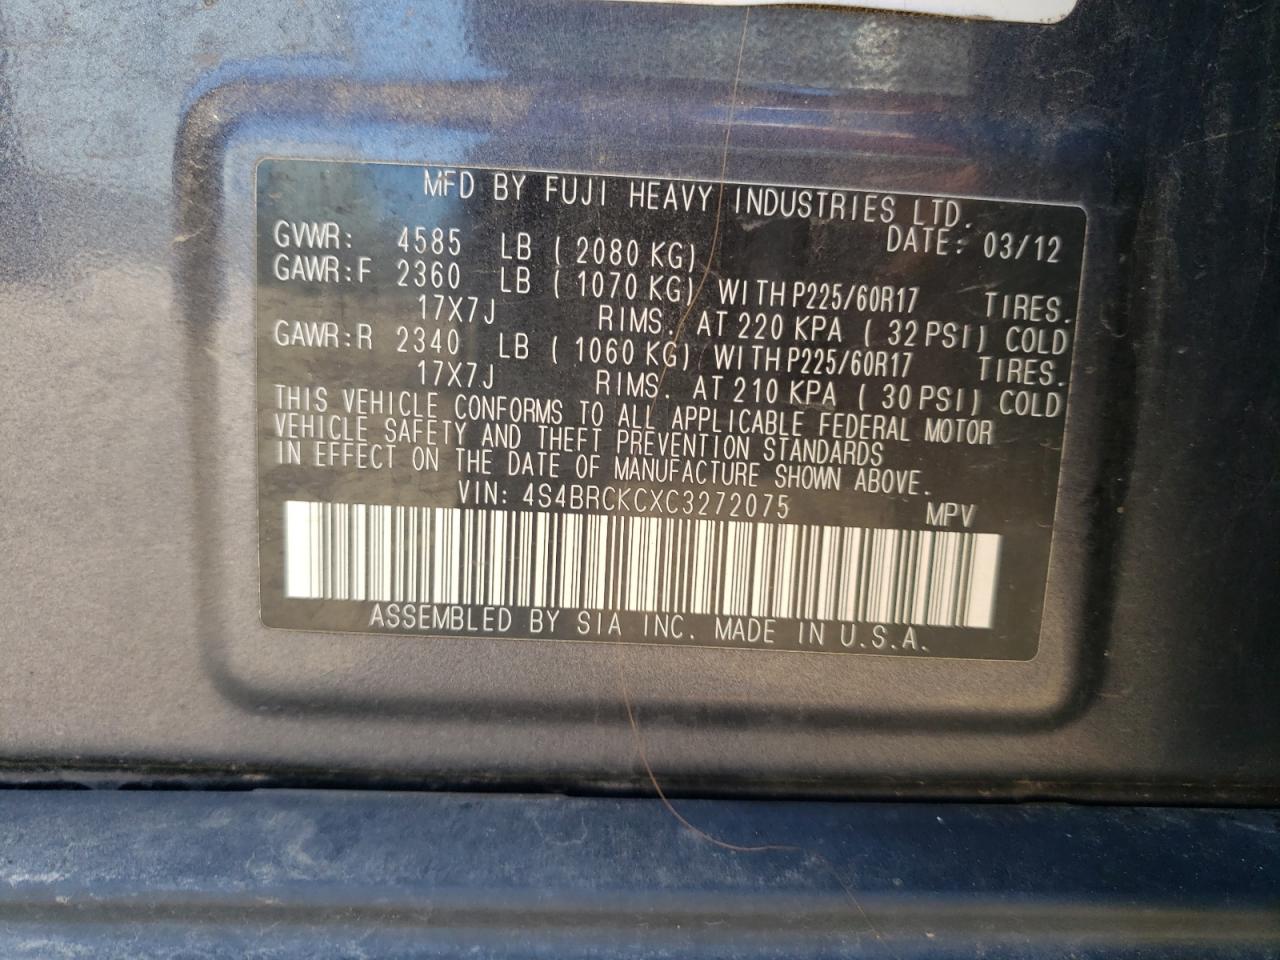 MFD BY FUJI HEAVY INDUSTRIES LTD.
DATE: 03/12
GVWR: 4585 LB ( 2080 KG)
GAWR:F 2360 LB ( 1070 KG) WITH P225/60R17 TIRES.
17X7J RIMS. AT 220 KPA ( 32 PSI) COLD
GAWR:R 2340 LB ( 1060 KG) WITH P225/60R17 TIRES.
17X7J RIMS. AT 210 KPA ( 30 PSI) COLD
THIS VEHICLE CONFORMS TO ALL APPLICABLE FEDERAL MOTOR
VEHICLE SAFETY AND THEFT PREVENTION STANDARDS
IN EFFECT ON THE DATE OF MANUFACTURE SHOWN ABOVE.
VIN: 4S4BRCKCXC3272075 MPV
ASSEMBLED BY SIA INC. MADE IN U.S.A.